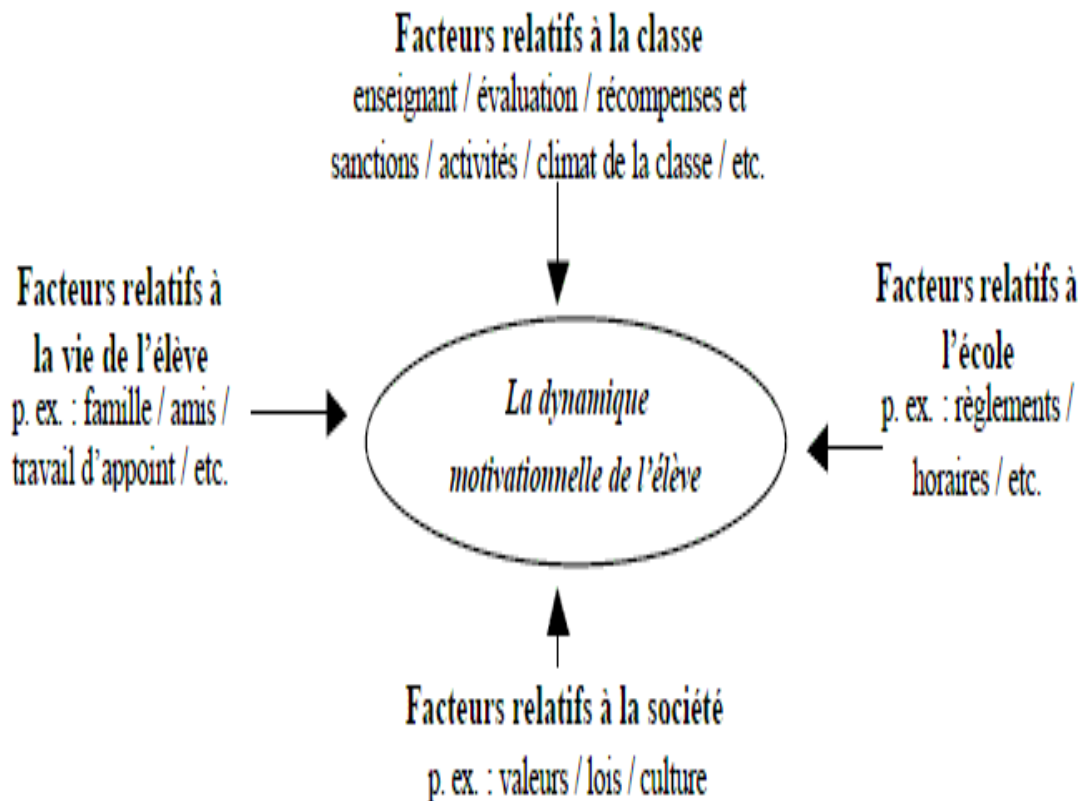 Facteurs relatifs à la classe
enseignant / évaluation / récompenses et
sanctions / activités / climat de la classe / etc.
Facteurs relatifs à
la vie de l'élève
p. ex. : famille / amis /
travail d'appoint / etc.
La dynamique
motivationnelle de l'élève
Facteurs relatifs à
l'école
p. ex. : règlements /
horaires / etc.
Facteurs relatifs à la société
p. ex. : valeurs / lois / culture